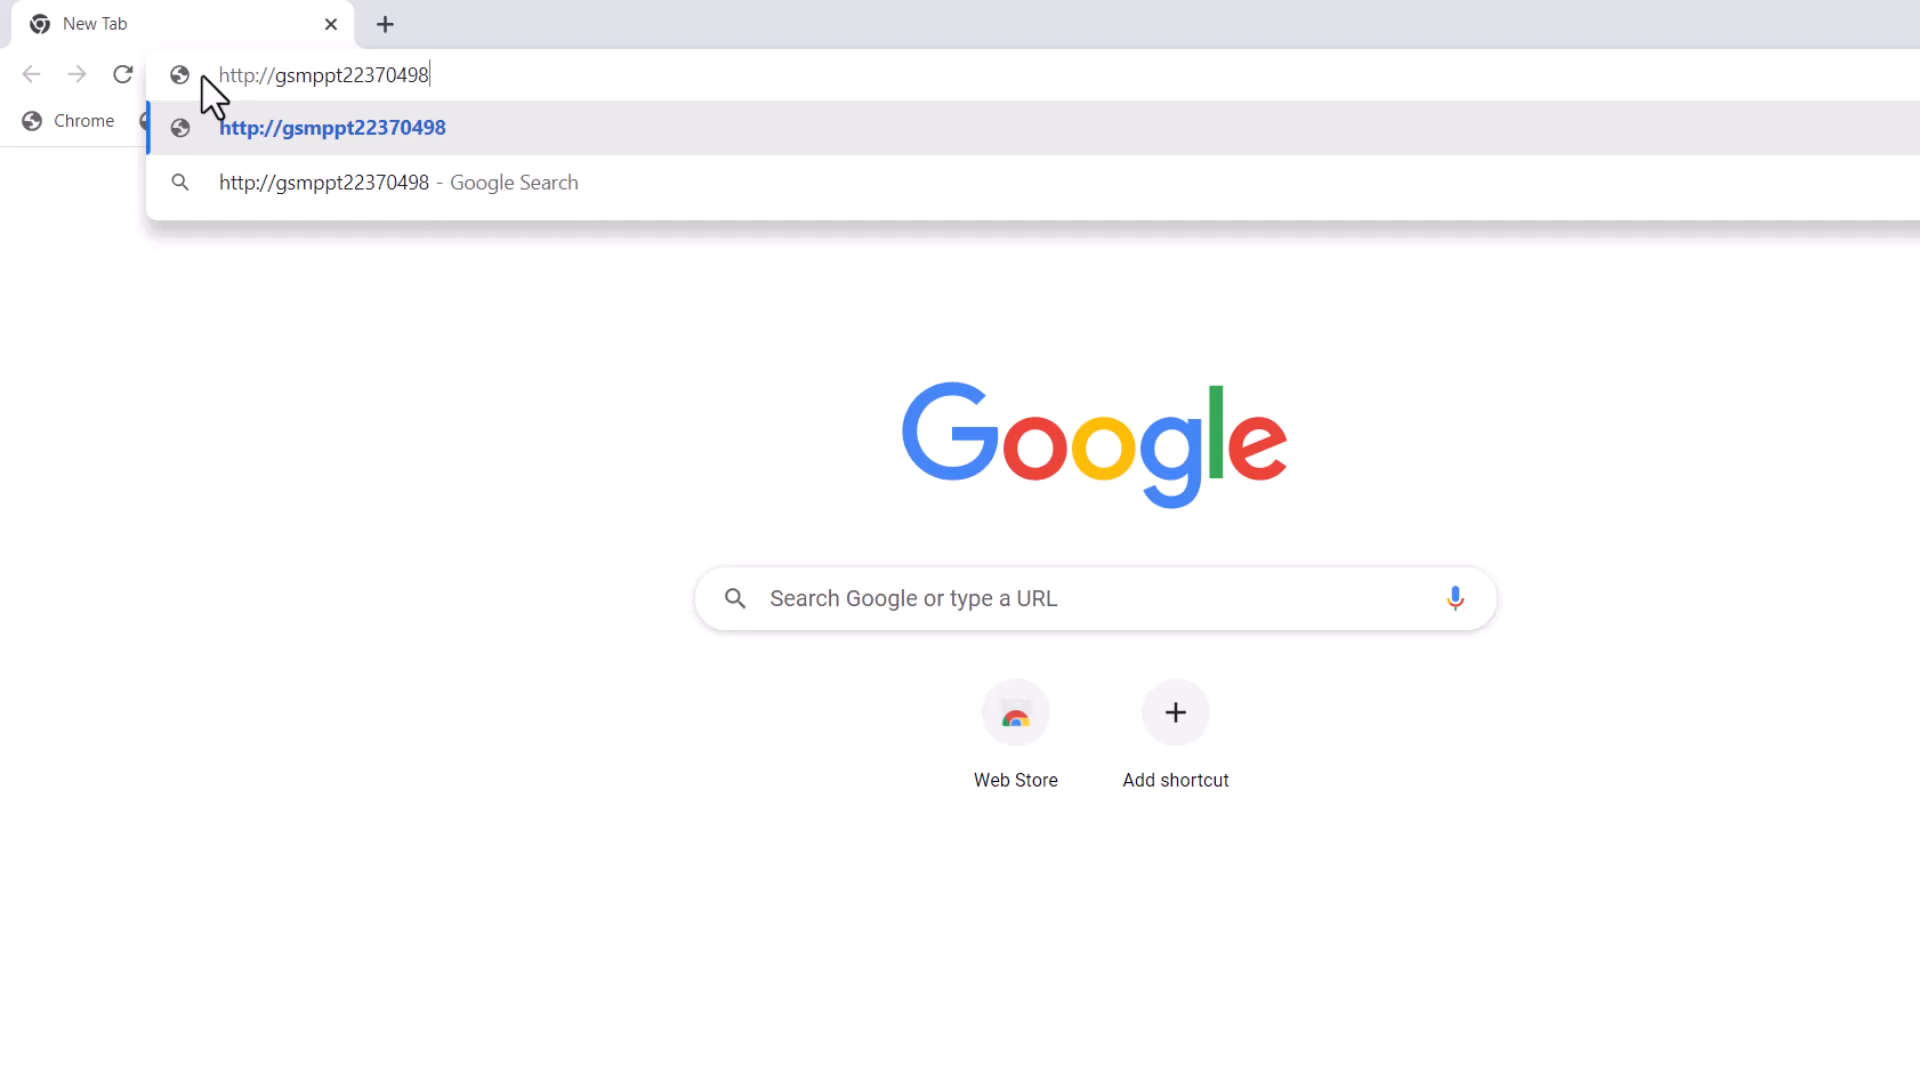 New Tab
http://gsmppt22370498
Chrome
http://gsmppt22370498
http://gsmppt22370498 - Google Search
Google
Search Google or type a URL
Web Store
Add shortcut